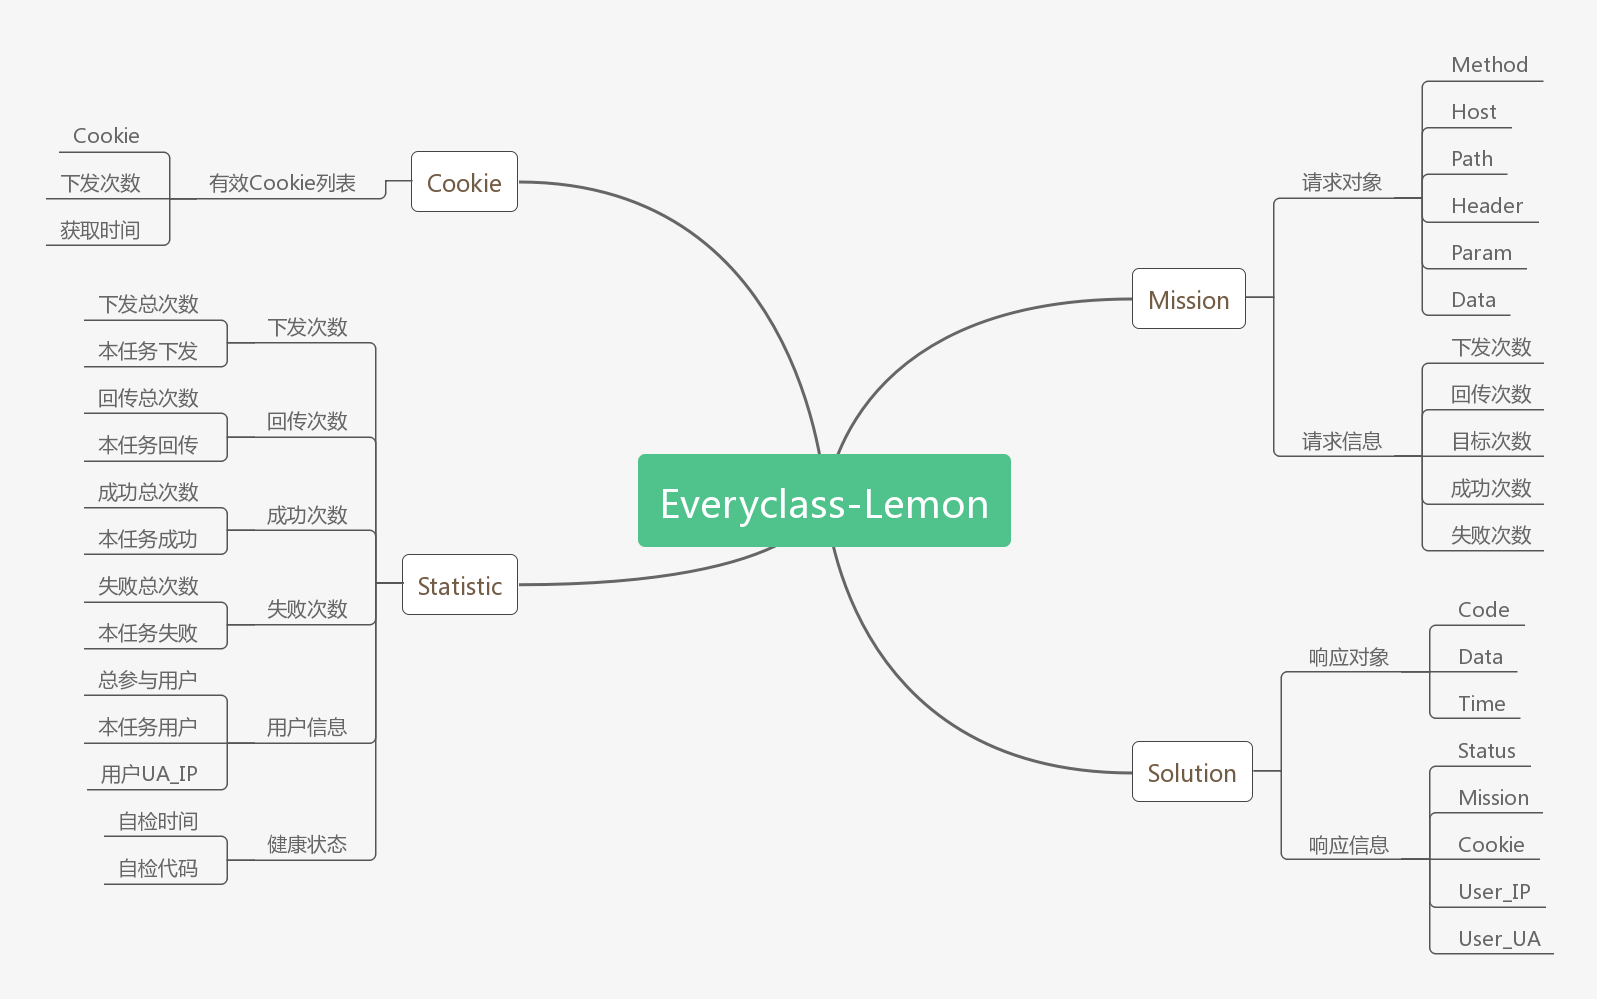 Everyclass-Lemon
Cookie
有效Cookie列表
Cookie
下发次数
获取时间
Statistic
下发次数
下发总次数
本任务下发
回传次数
回传总次数
本任务回传
成功次数
成功总次数
本任务成功
失败次数
失败总次数
本任务失败
用户信息
总参与用户
本任务用户
用户UA_IP
健康状态
自检时间
自检代码
Mission
请求对象
Method
Host
Path
Header
Param
Data
请求信息
下发次数
回传次数
目标次数
成功次数
失败次数
Solution
响应对象
Code
Data
Time
响应信息
Status
Mission
Cookie
User_IP
User_UA